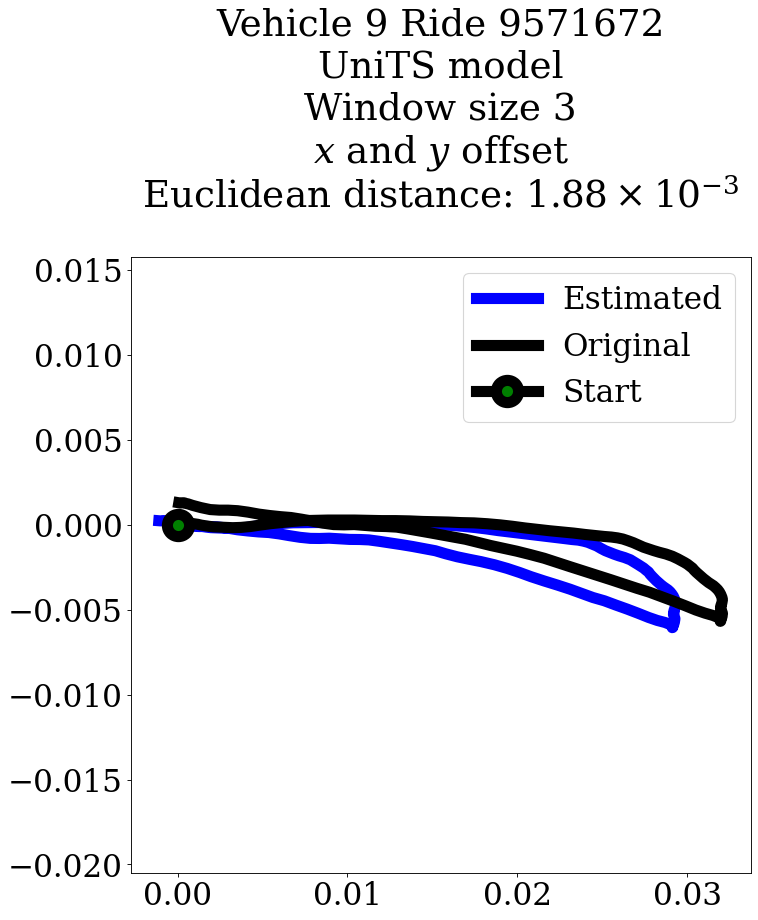 Vehicle 9 Ride 9571672
UniTS model
Window size 3
x and y offset
Euclidean distance: 1.88 × 10⁻³
Estimated
Original
Start
0.015
0.010
0.005
0.000
−0.005
−0.010
−0.015
−0.020
0.00 0.01 0.02 0.03